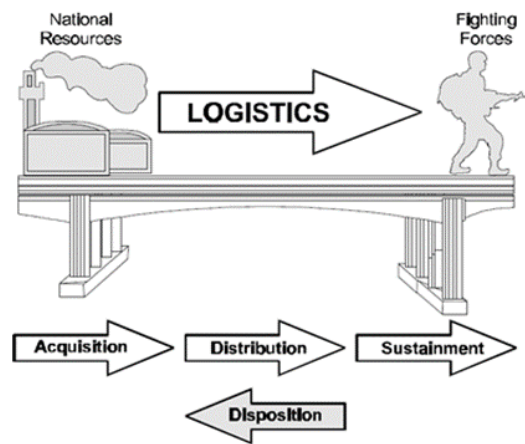 National
Resources
Fighting
Forces
LOGISTICS
Acquisition
Distribution
Sustainment
Disposition